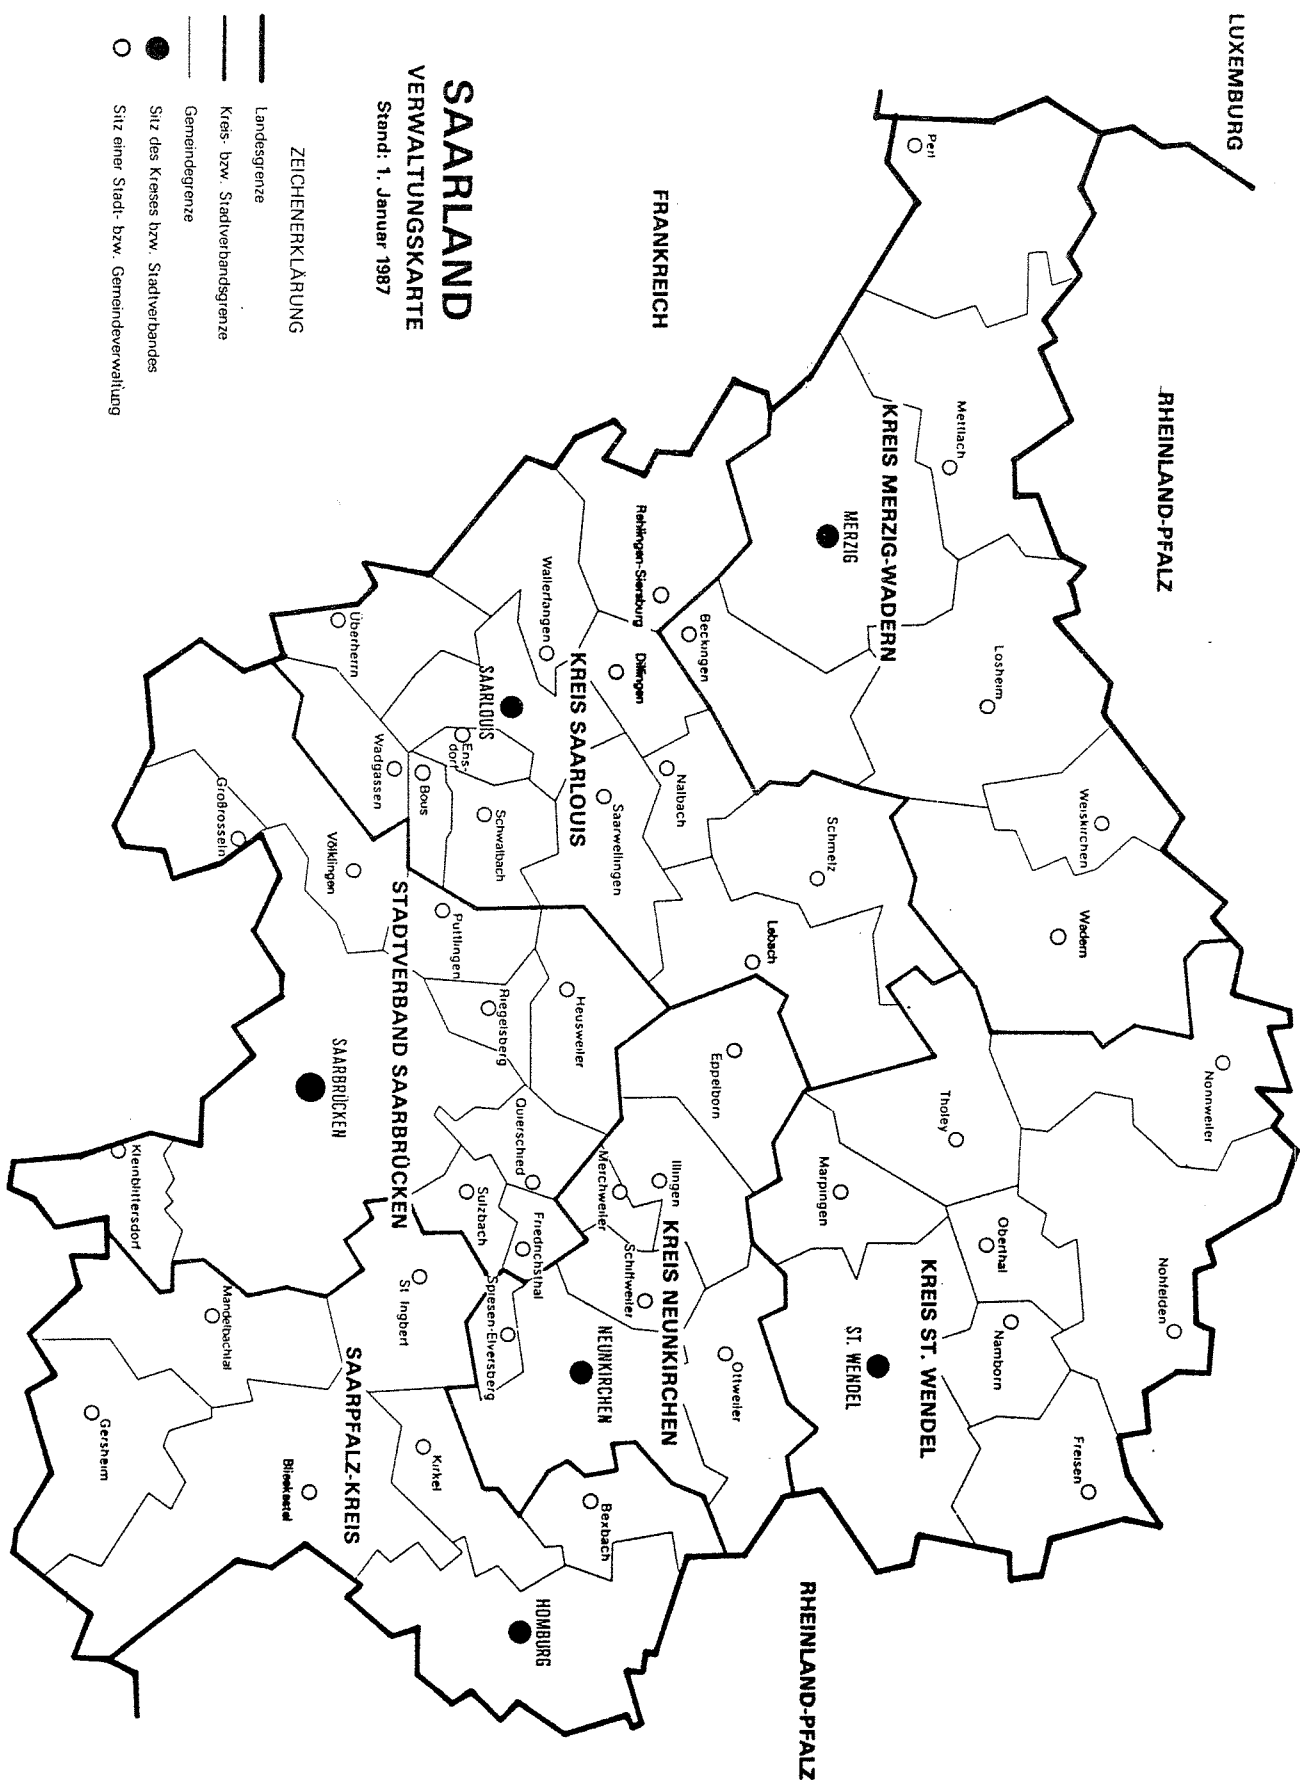 LUXEMBURG
RHEINLAND-PFALZ
FRANKREICH
RHEINLAND-PFALZ
SAARLAND
VERWALTUNGSKARTE
Stand: 1. Januar 1987
ZEICHENERKLÄRUNG
Landesgrenze
Kreis- bzw. Stadtverbandsgrenze
Gemeindegrenze
Sitz des Kreises bzw. Stadtverbandes
Sitz einer Stadt- bzw. Gemeindeverwaltung
KREIS MERZIG-WADERN
Perl
Mettlach
MERZIG
Losheim
Weiskirchen
Wadern
Beckingen
KREIS SAARLOUIS
Rehlingen-Siersburg
Dillingen
Wallerfangen
SAARLOUIS
Überherrn
Ens-
dorf
Wadgassen
Bous
Schwalbach
Saarwellingen
Nalbach
Schmelz
Lebach
KREIS ST. WENDEL
Nonnweiler
Nohfelden
Tholey
Oberthal
Namborn
Freisen
Marpingen
ST. WENDEL
KREIS NEUNKIRCHEN
Eppelborn
Illingen
Merchweiler
Schiffweiler
Ottweiler
NEUNKIRCHEN
Spiesen-Elversberg
STADTVERBAND SAARBRÜCKEN
Großrosseln
Völklingen
Püttlingen
Riegelsberg
Heusweiler
Quierschied
Sulzbach
Friedrichsthal
SAARBRÜCKEN
Kleinblittersdorf
SAARPFALZ-KREIS
St Ingbert
Mandelbachtal
Gersheim
Blieskastel
Kirkel
Bexbach
HOMBURG